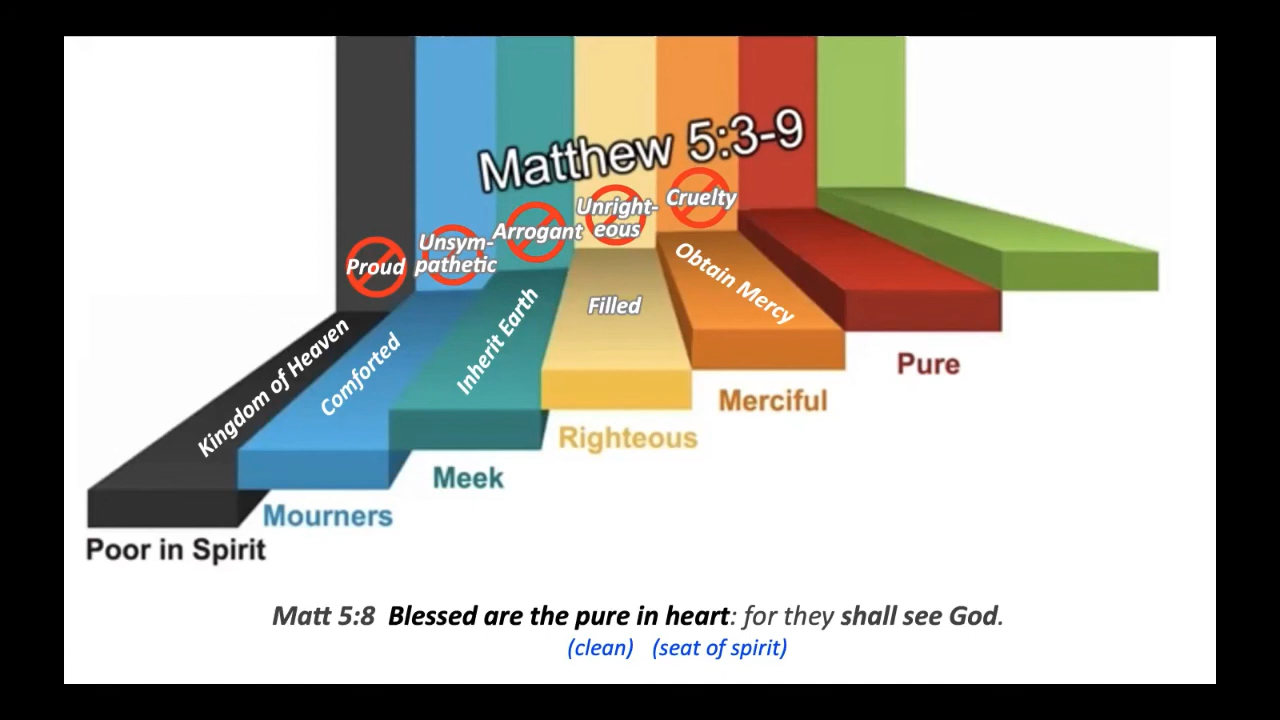 Matthew 5:3-9
Proud
Unsym-
pathetic
Arrogant
Unright-
eous
Cruelty
Kingdom of Heaven
Comforted
Inherit Earth
Filled
Obtain Mercy
Poor in Spirit
Mourners
Meek
Righteous
Merciful
Pure
Matt 5:8 Blessed are the pure in heart: for they shall see God.
(clean) (seat of spirit)